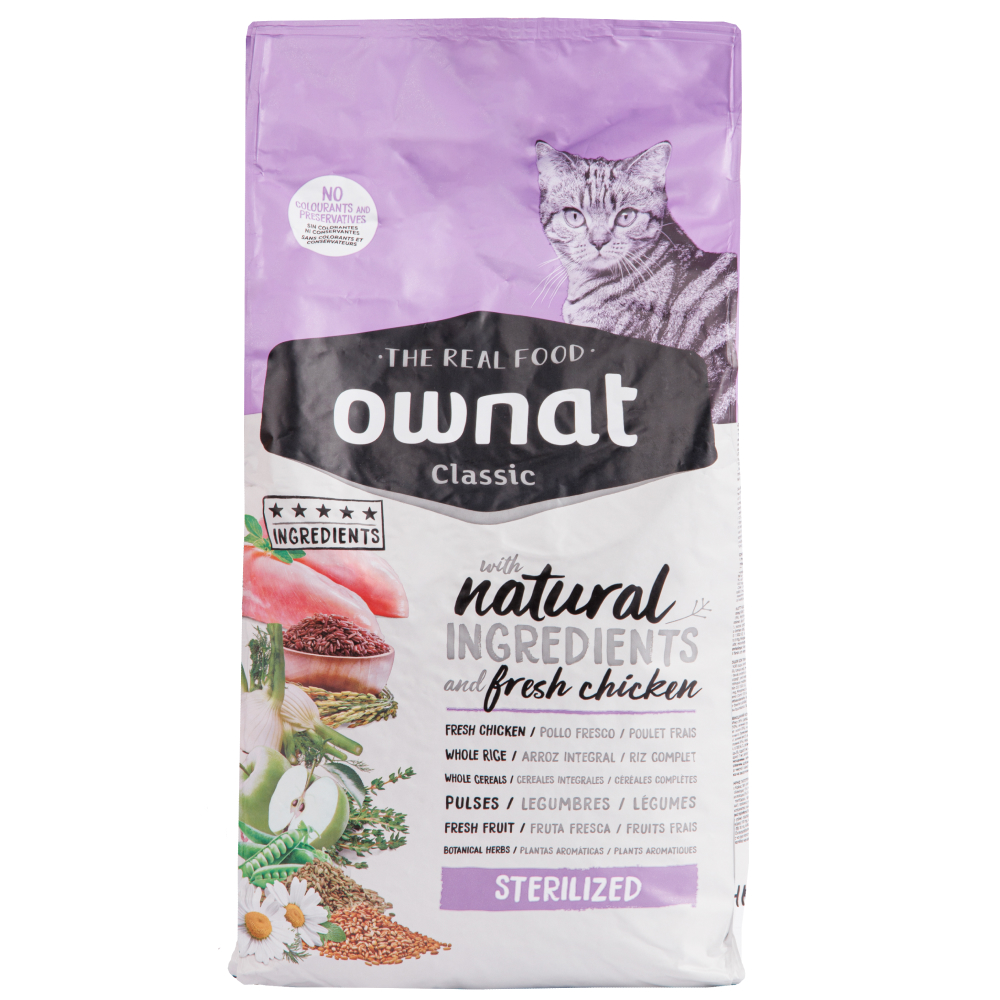 NO
COLOURANTS AND
PRESERVATIVES
SIN COLORANTES
NI CONSERVANTES
SANS COLORANTS ET
CONSERVATEURS
·THE REAL FOOD·
ownat
Classic
★★★★★
INGREDIENTS
with
natural
INGREDIENTS
and fresh chicken
FRESH CHICKEN / POLLO FRESCO / POULET FRAIS
WHOLE RICE / ARROZ INTEGRAL / RIZ COMPLET
WHOLE CEREALS / CEREALES INTEGRALES / CÉRÉALES COMPLÈTES
PULSES / LEGUMBRES / LÉGUMES
FRESH FRUIT / FRUTA FRESCA / FRUITS FRAIS
BOTANICAL HERBS / PLANTAS AROMÁTICAS / PLANTS AROMATIQUES
STERILIZED